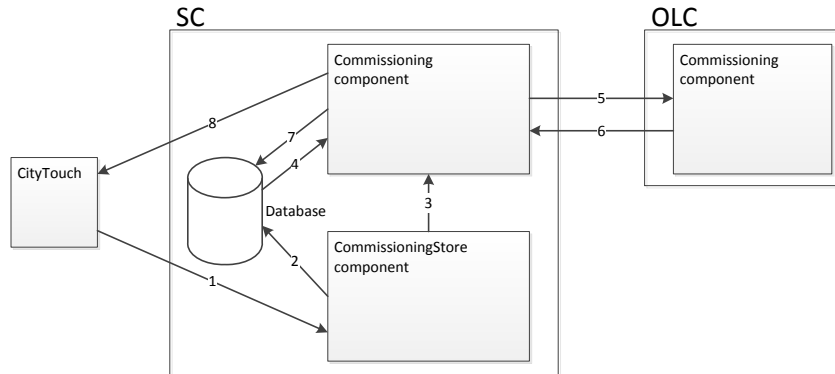 SC
OLC
Commissioning
component
Commissioning
component
5
8
7
6
4
CityTouch
3
Database
CommissioningStore
component
2
1